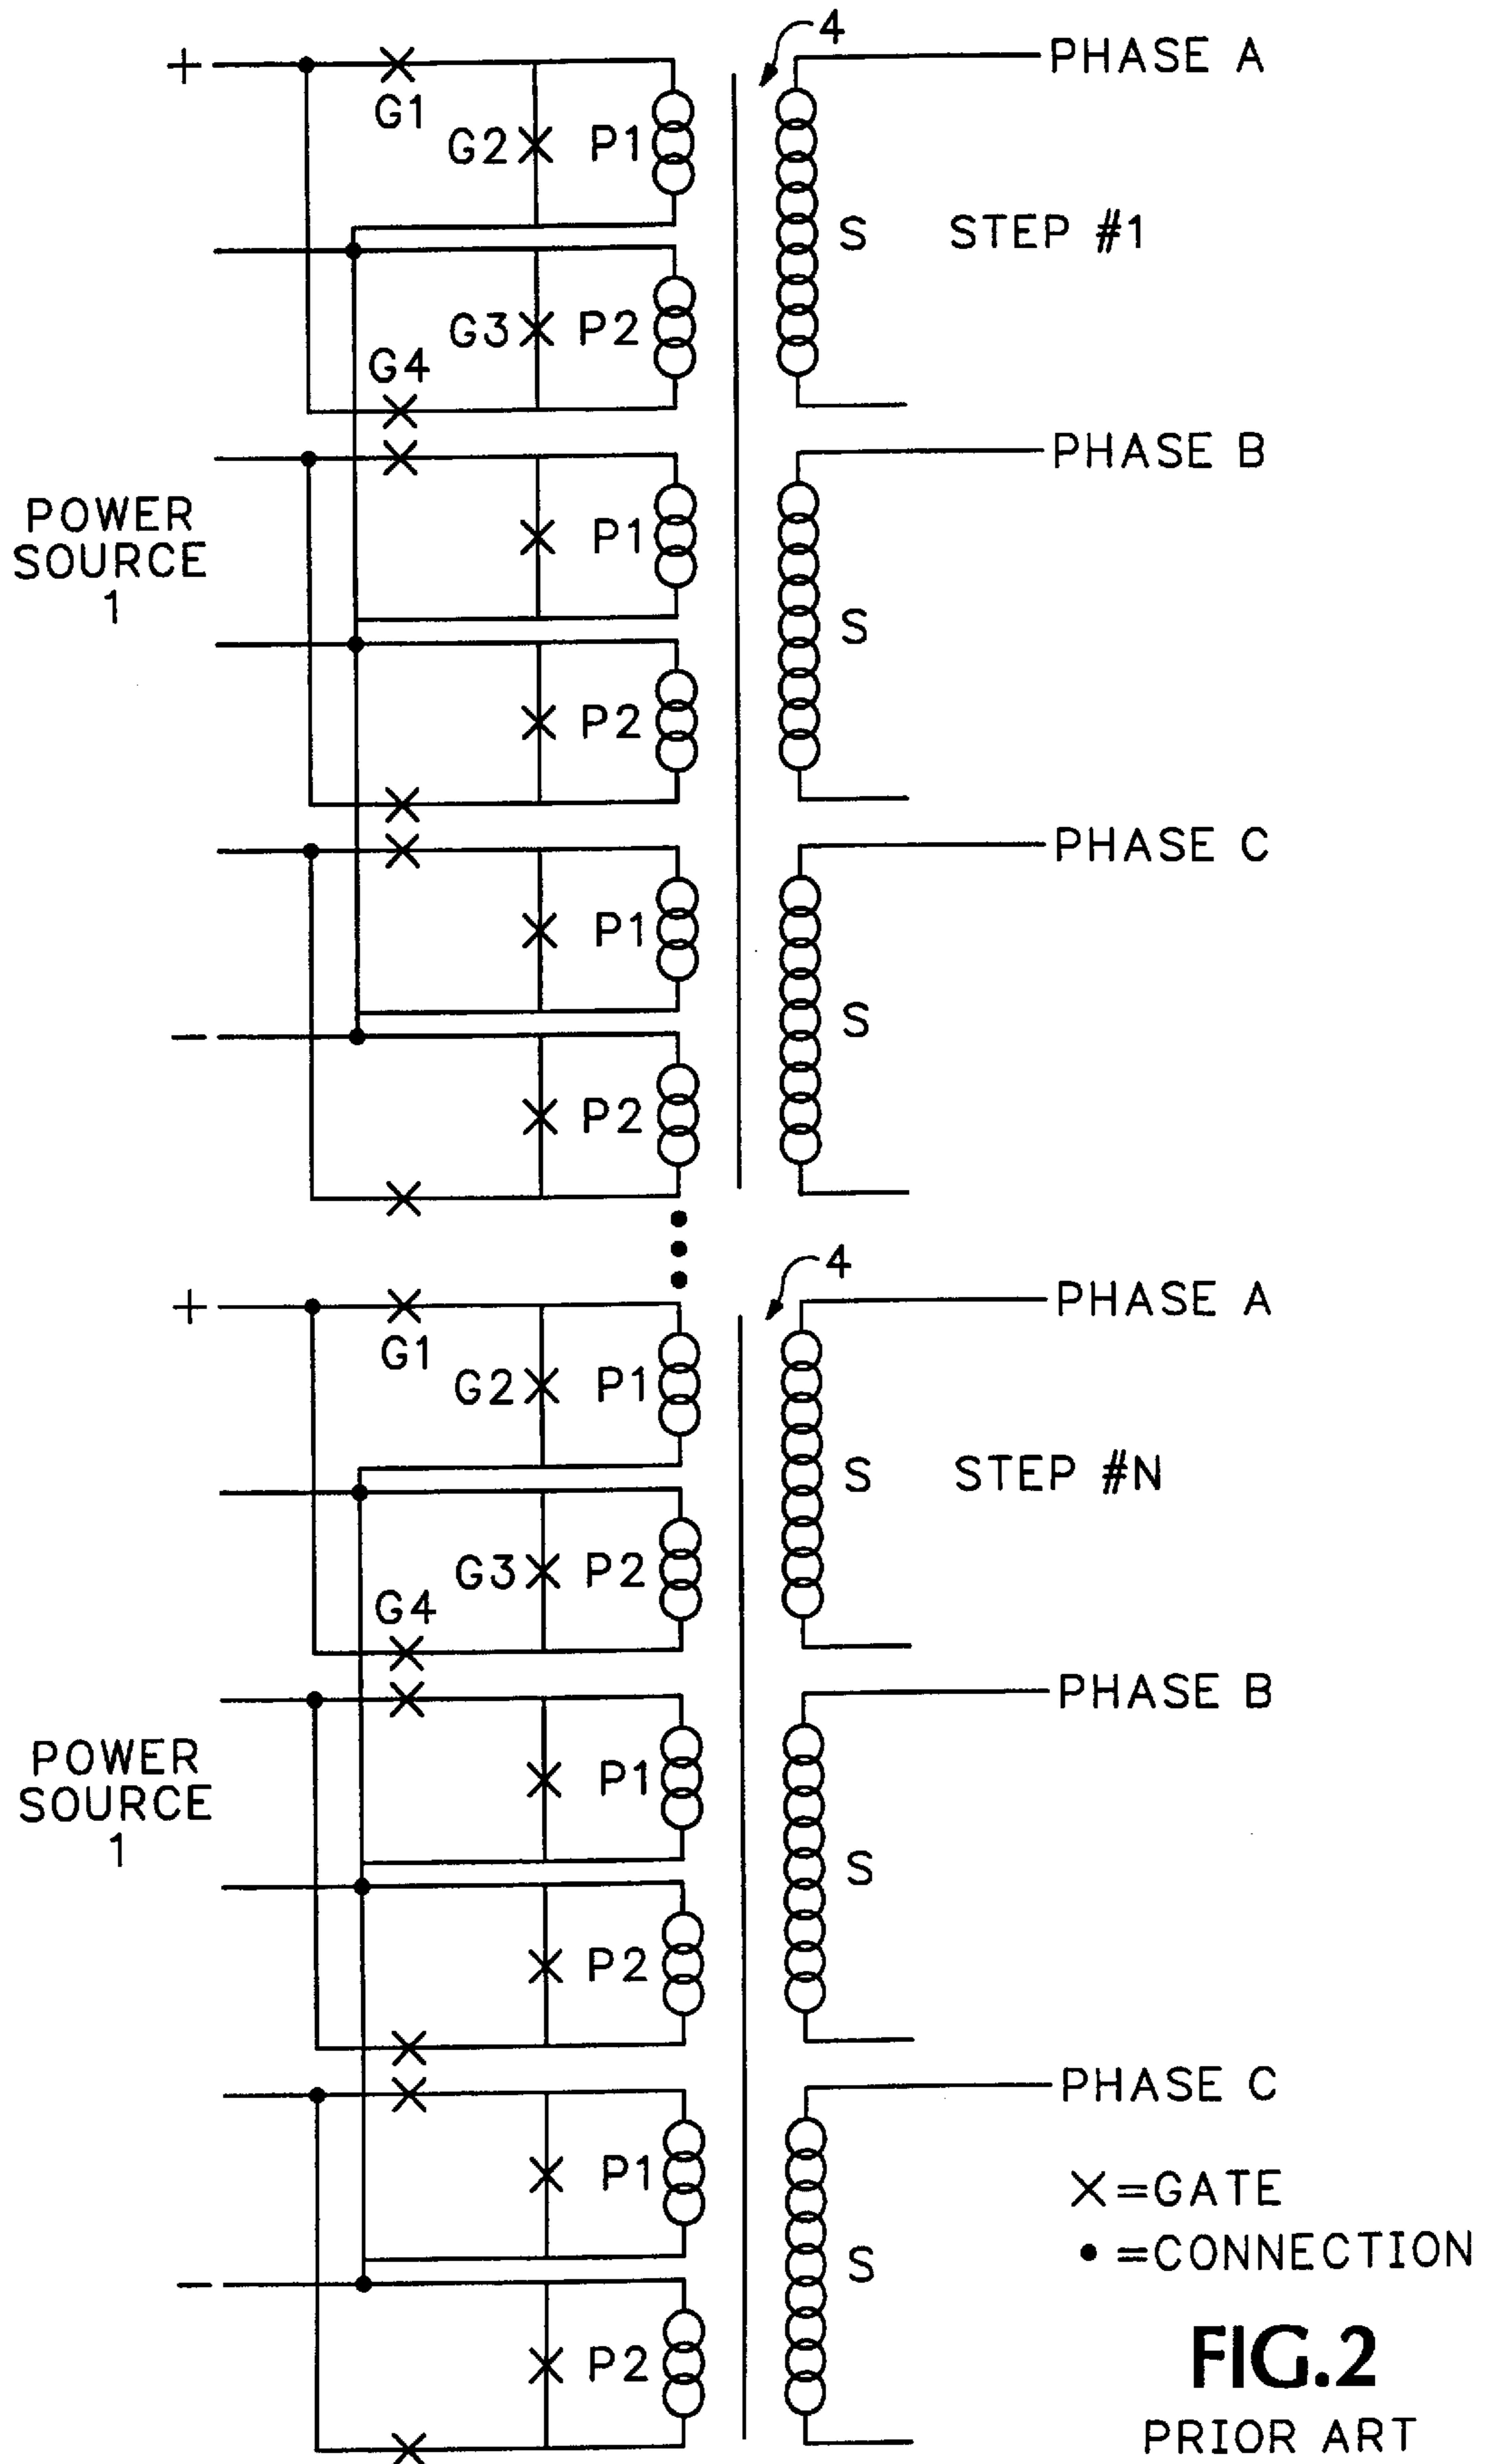 4
+
PHASE A
G1
G2
P1
S
STEP #1
G3
P2
G4
PHASE B
POWER
SOURCE
1
P1
S
P2
PHASE C
P1
S
−
P2
4
+
PHASE A
G1
G2
P1
S
STEP #N
G3
P2
G4
PHASE B
POWER
SOURCE
1
P1
S
P2
PHASE C
P1
X=GATE
S
• =CONNECTION
−
P2
FIG.2
PRIOR ART